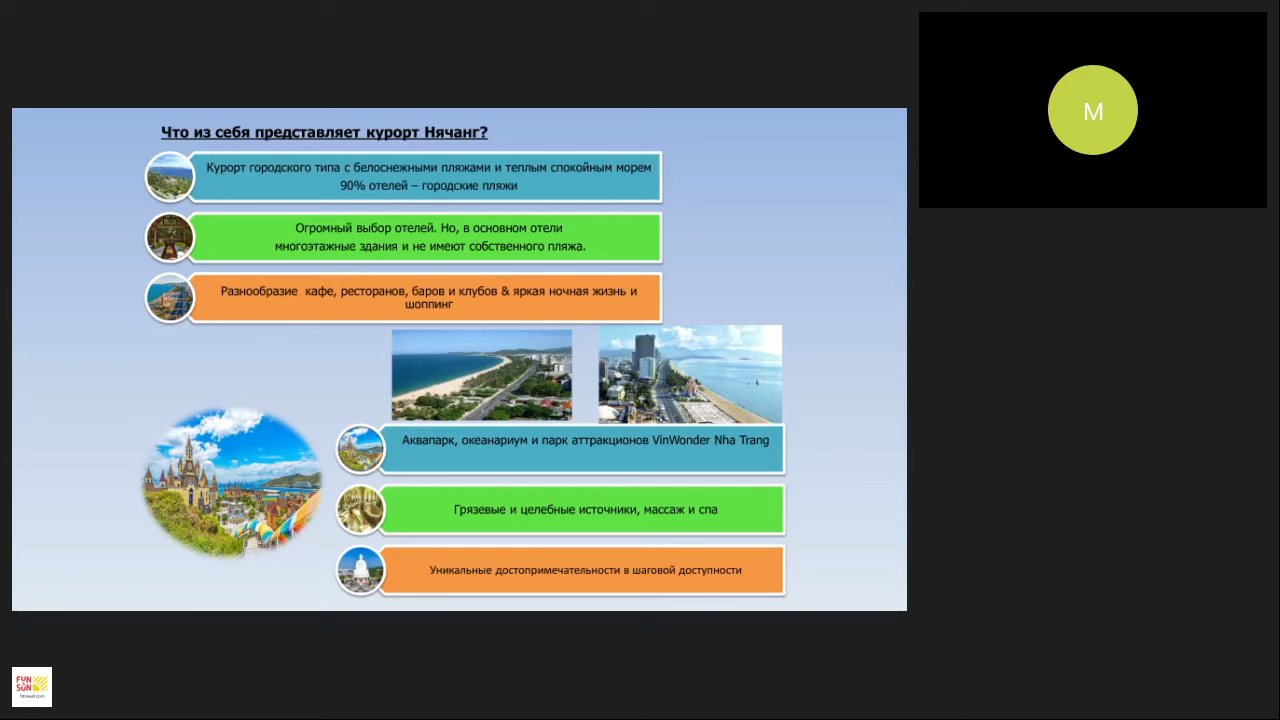 Что из себя представляет курорт Нячанг?
Курорт городского типа с белоснежными пляжами и теплым спокойным морем
90% отелей – городские пляжи
Огромный выбор отелей. Но, в основном отели
многоэтажные здания и не имеют собственного пляжа.
Разнообразие кафе, ресторанов, баров и клубов & яркая ночная жизнь и
шоппинг
Аквапарк, океанариум и парк аттракционов VinWonder Nha Trang
Грязевые и целебные источники, массаж и спа
Уникальные достопримечательности в шаговой доступности
M
FUN
&SUN
fstravel.com